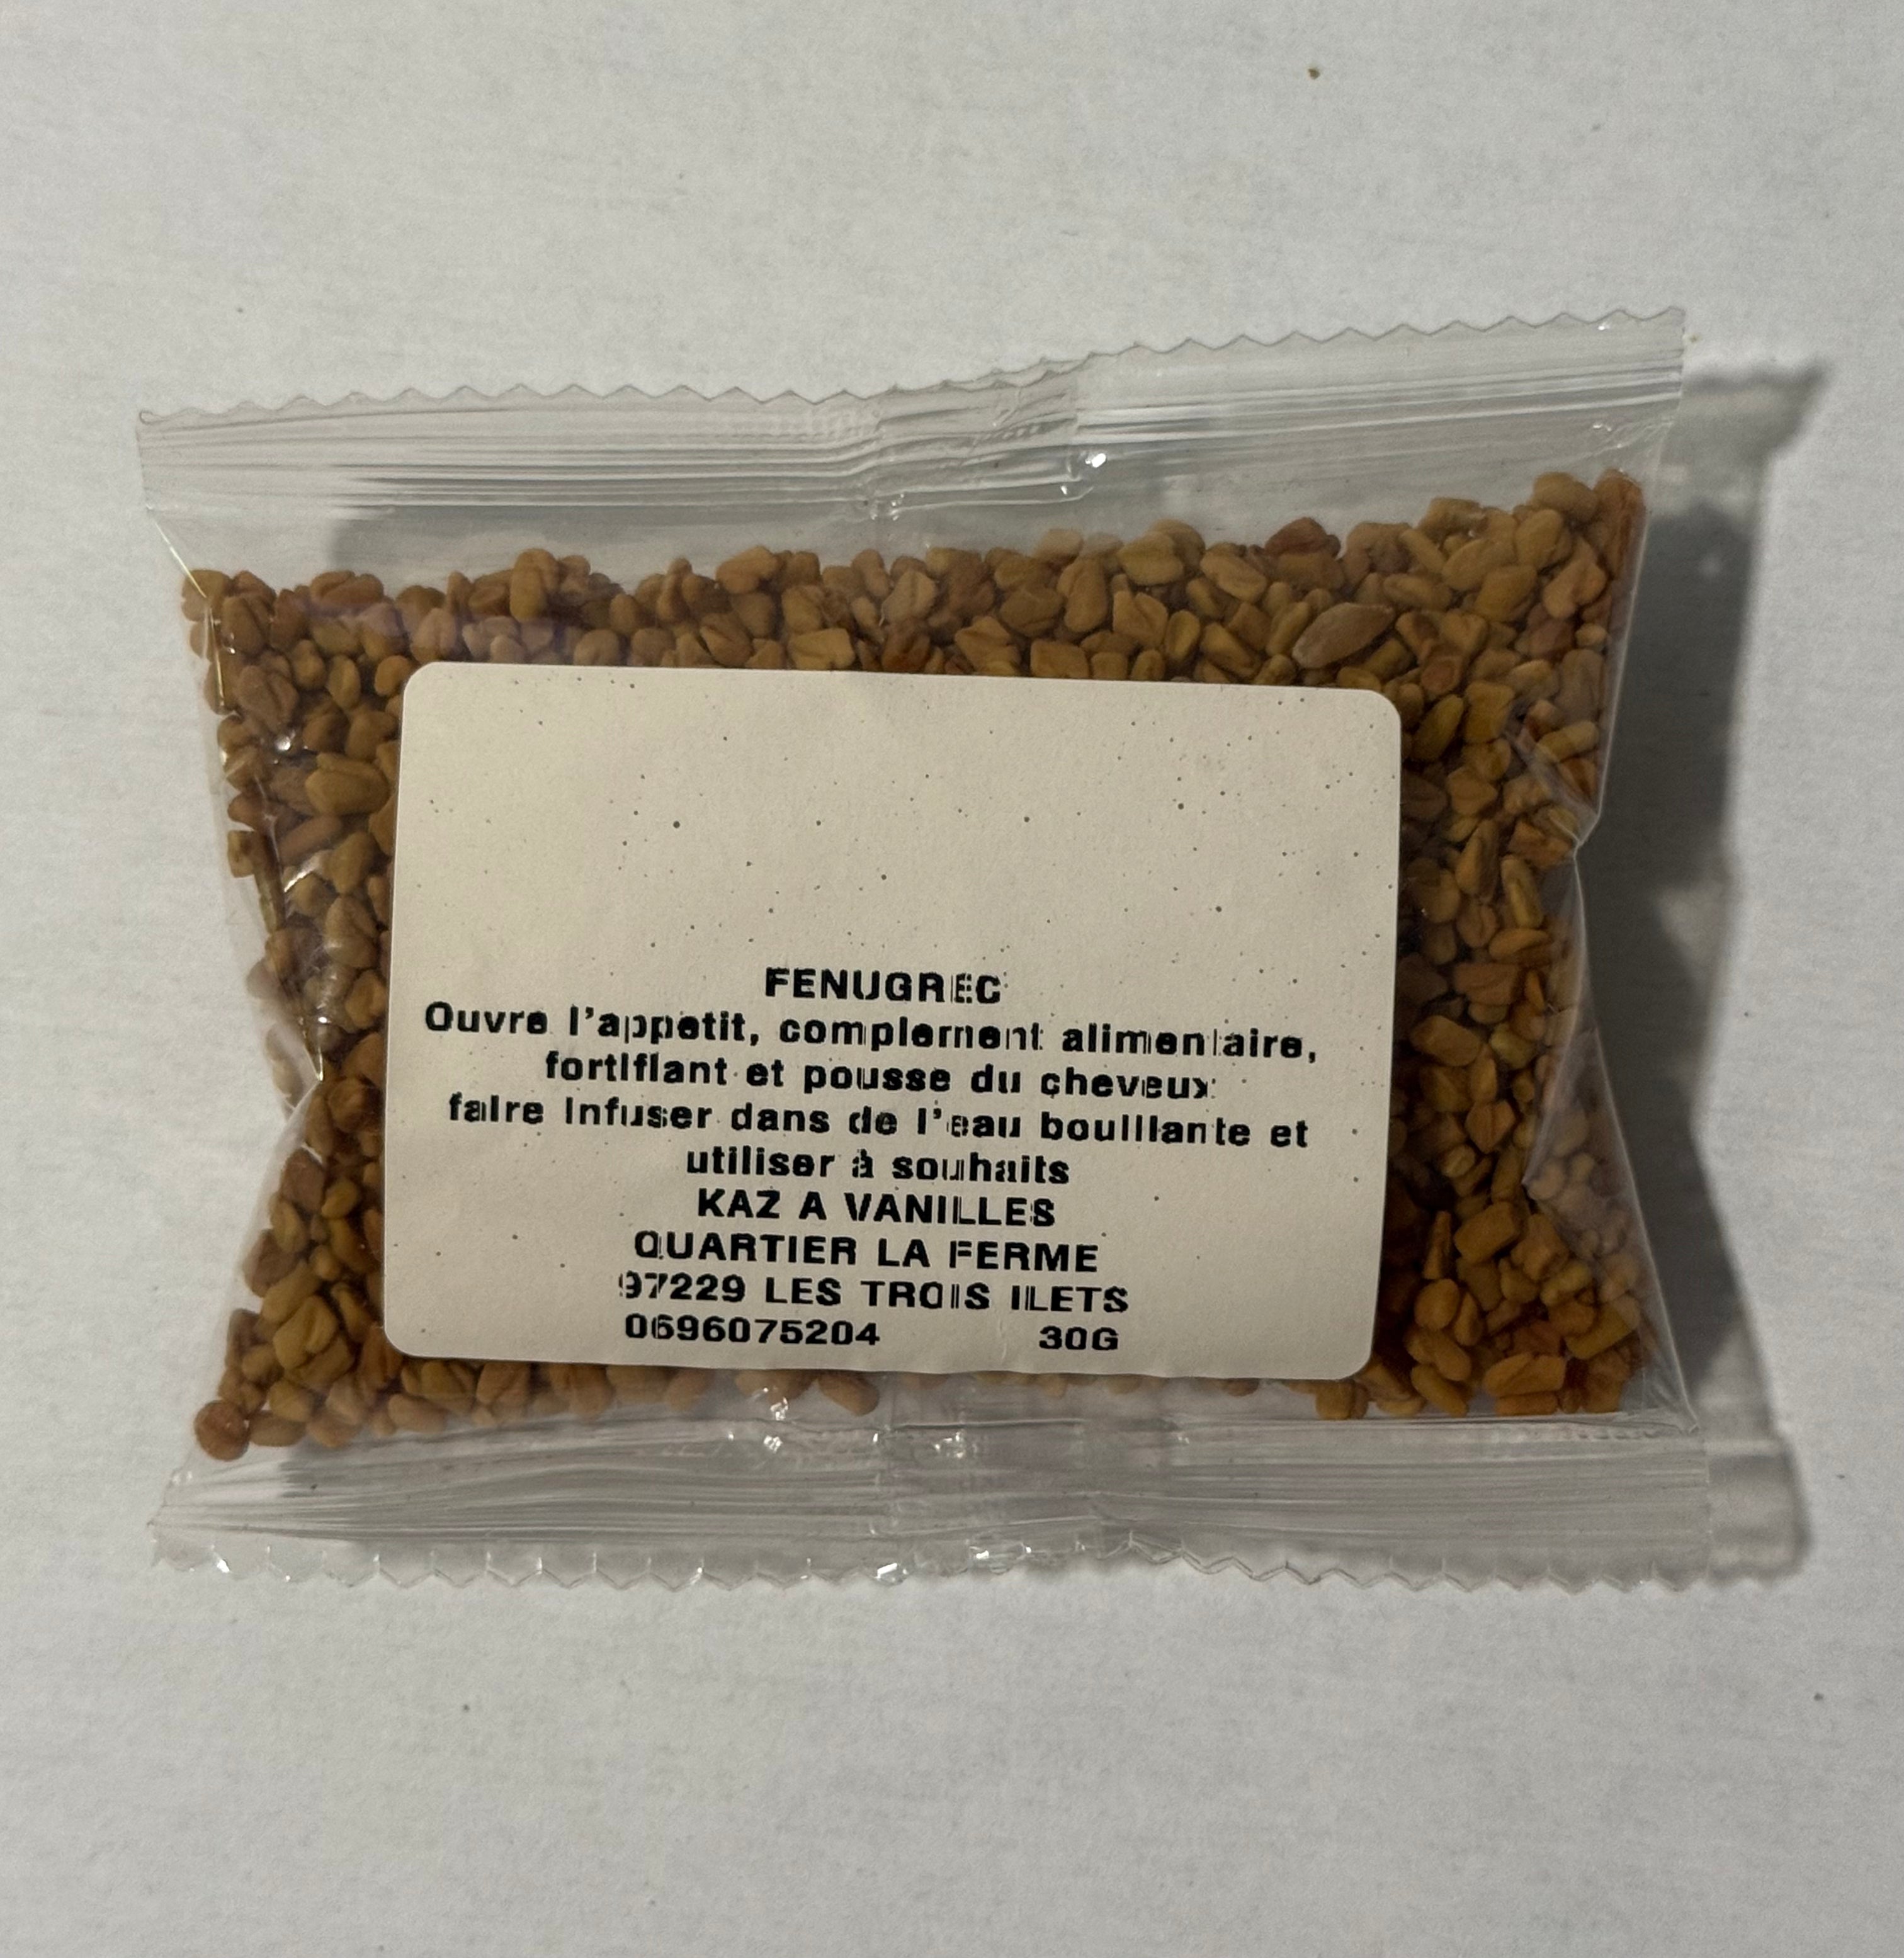 FENUGREC
Ouvre l'appetit, complement alimentaire,
fortifiant et pousse du cheveux
faire infuser dans de l'eau bouillante et
utiliser à souhaits
KAZ A VANILLES
QUARTIER LA FERME
97229 LES TROIS ILETS
0696075204 30G